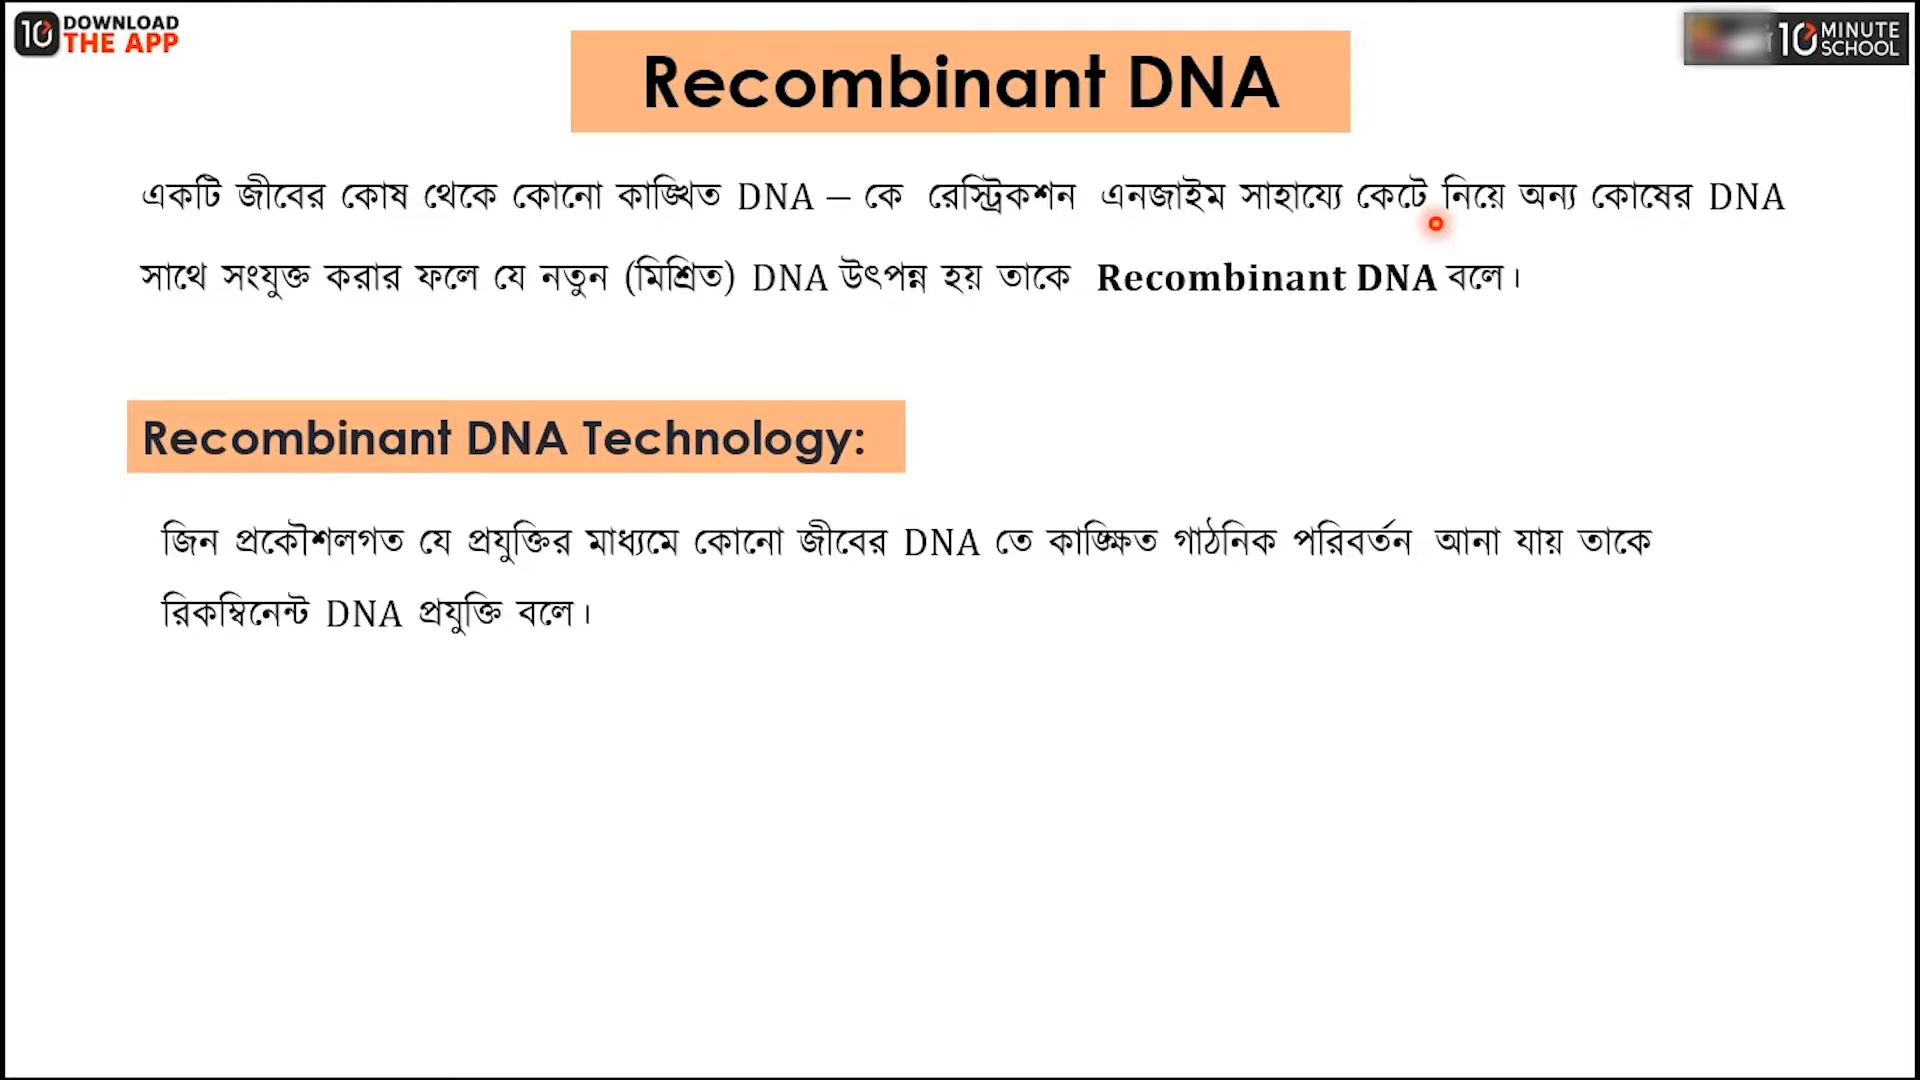 10 DOWNLOAD
THE APP
10 MINUTE
SCHOOL
Recombinant DNA
একটি জীবের কোষ থেকে কোনো কাঙ্খিত DNA – কে রেস্ট্রিকশন এনজাইম সাহায্যে কেটে নিয়ে অন্য কোষের DNA
সাথে সংযুক্ত করার ফলে যে নতুন (মিশ্রিত) DNA উৎপন্ন হয় তাকে Recombinant DNA বলে।
Recombinant DNA Technology:
জিন প্রকৌশলগত যে প্রযুক্তির মাধ্যমে কোনো জীবের DNA তে কাঙ্ক্ষিত গাঠনিক পরিবর্তন আনা যায় তাকে
রিকম্বিনেন্ট DNA প্রযুক্তি বলে।